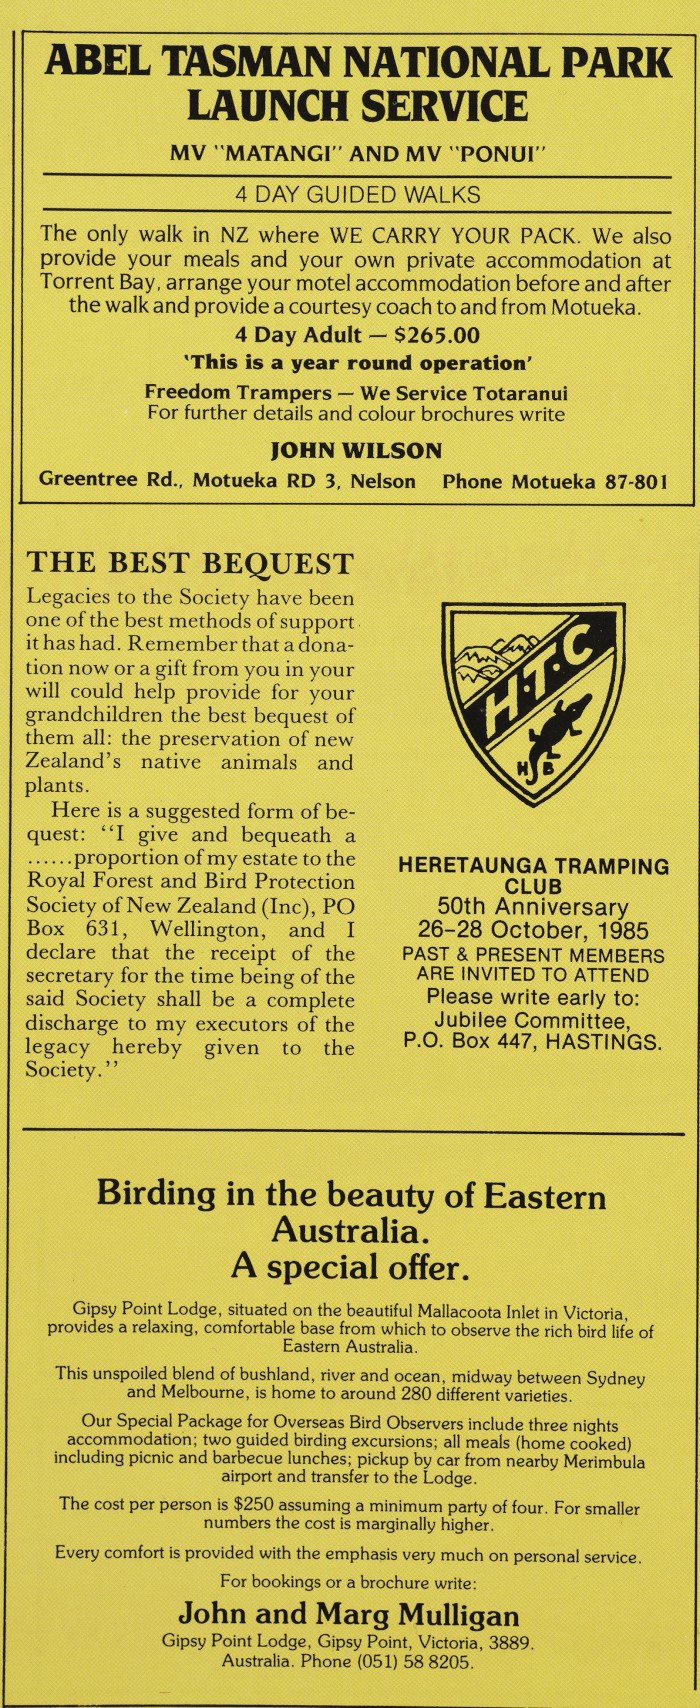 ABEL TASMAN NATIONAL PARK
LAUNCH SERVICE
MV "MATANGI" AND MV "PONUI"
4 DAY GUIDED WALKS
The only walk in NZ where WE CARRY YOUR PACK. We also
provide your meals and your own private accommodation at
Torrent Bay, arrange your motel accommodation before and after
the walk and provide a courtesy coach to and from Motueka.
4 Day Adult — $265.00
'This is a year round operation'
Freedom Trampers — We Service Totaranui
For further details and colour brochures write
JOHN WILSON
Greentree Rd., Motueka RD 3, Nelson Phone Motueka 87-801
THE BEST BEQUEST
Legacies to the Society have been
one of the best methods of support
it has had. Remember that a dona-
tion now or a gift from you in your
will could help provide for your
grandchildren the best bequest of
them all: the preservation of new
Zealand's native animals and
plants.
Here is a suggested form of be-
quest: "I give and bequeath a
......proportion of my estate to the
Royal Forest and Bird Protection
Society of New Zealand (Inc), PO
Box 631, Wellington, and I
declare that the receipt of the
secretary for the time being of the
said Society shall be a complete
discharge to my executors of the
legacy hereby given to the
Society."
H·T·C
H B
HERETAUNGA TRAMPING
CLUB
50th Anniversary
26–28 October, 1985
PAST & PRESENT MEMBERS
ARE INVITED TO ATTEND
Please write early to:
Jubilee Committee,
P.O. Box 447, HASTINGS.
Birding in the beauty of Eastern
Australia.
A special offer.
Gipsy Point Lodge, situated on the beautiful Mallacoota Inlet in Victoria,
provides a relaxing, comfortable base from which to observe the rich bird life of
Eastern Australia.
This unspoiled blend of bushland, river and ocean, midway between Sydney
and Melbourne, is home to around 280 different varieties.
Our Special Package for Overseas Bird Observers include three nights
accommodation; two guided birding excursions; all meals (home cooked)
including picnic and barbecue lunches; pickup by car from nearby Merimbula
airport and transfer to the Lodge.
The cost per person is $250 assuming a minimum party of four. For smaller
numbers the cost is marginally higher.
Every comfort is provided with the emphasis very much on personal service.
For bookings or a brochure write:
John and Marg Mulligan
Gipsy Point Lodge, Gipsy Point, Victoria, 3889.
Australia. Phone (051) 58 8205.